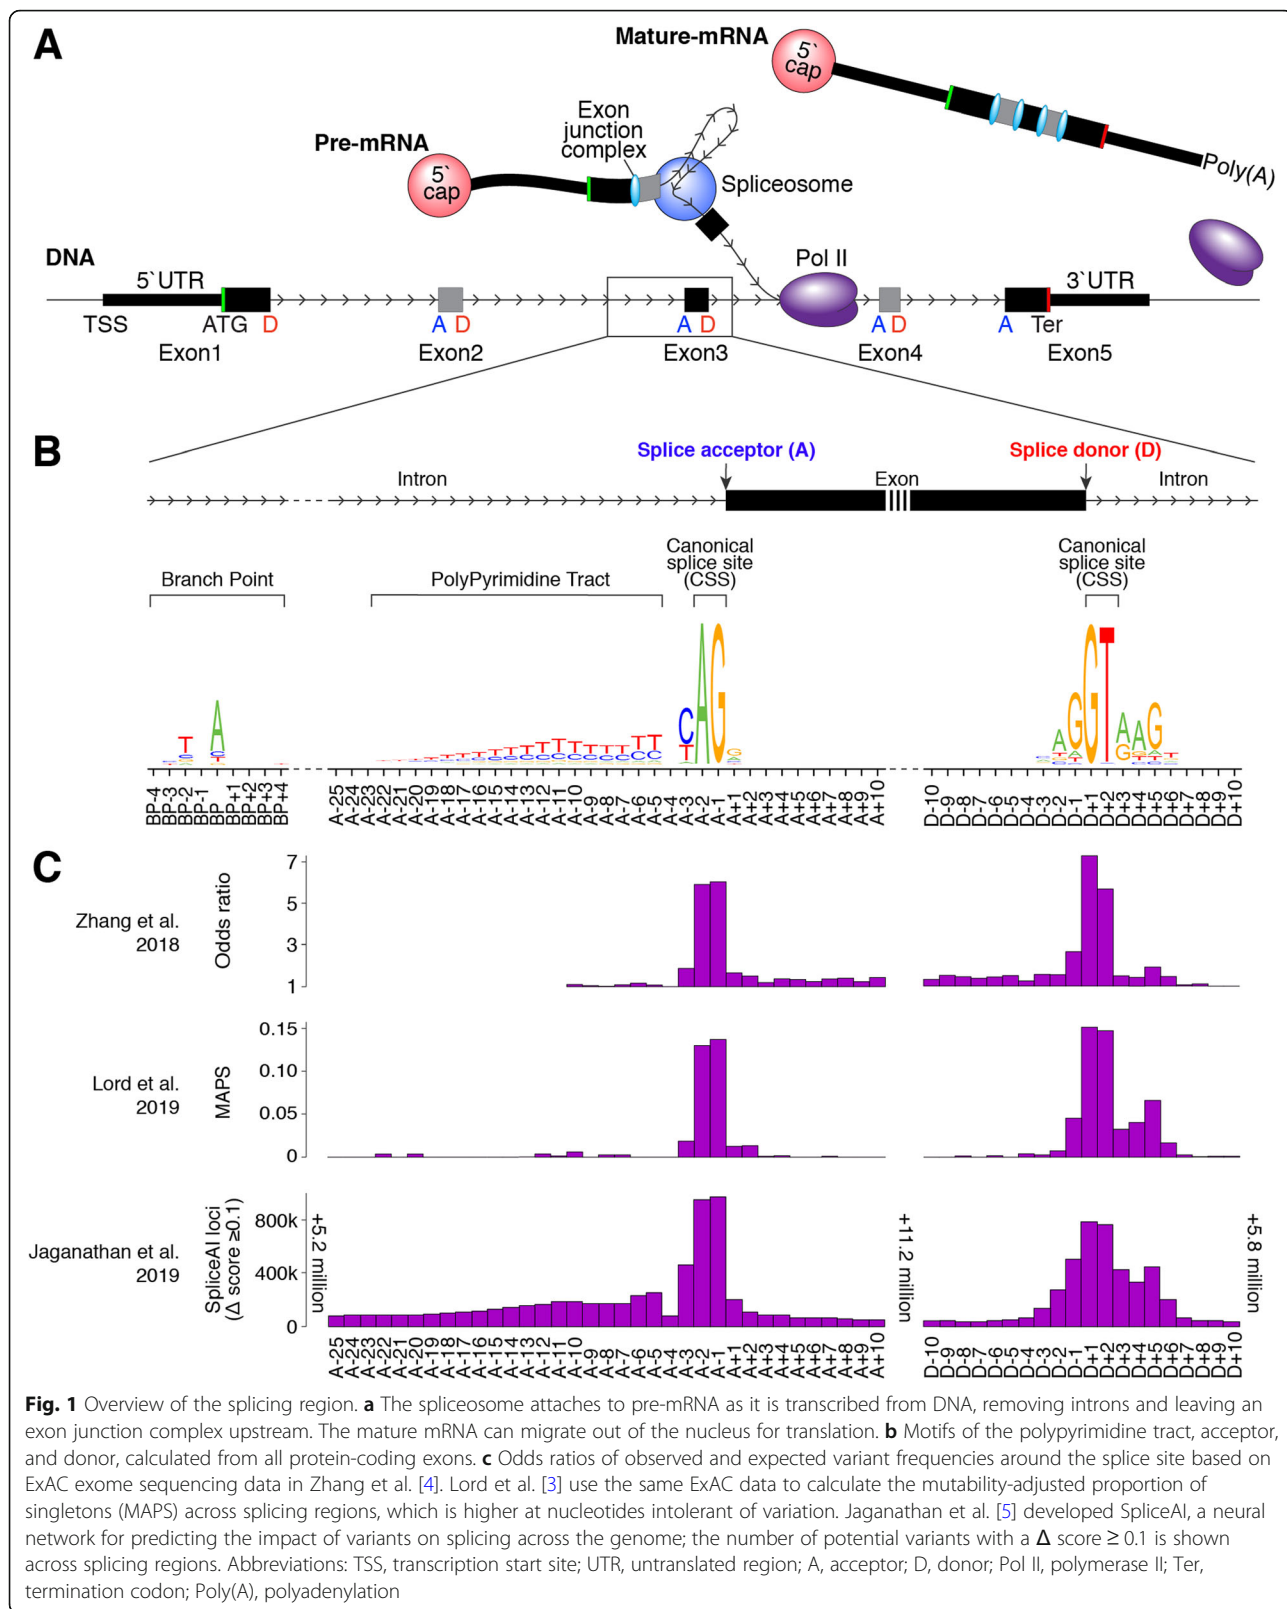 A
Mature-mRNA
5`
cap
Poly(A)
Exon
junction
complex
Pre-mRNA
5`
cap
Spliceosome
DNA
5`UTR
Pol II
3`UTR
TSS
ATG
D
A
D
A
D
A
D
A
Ter
Exon1
Exon2
Exon3
Exon4
Exon5
B
Splice acceptor (A)
Splice donor (D)
Intron
Exon
Intron
Branch Point
PolyPyrimidine Tract
Canonical
splice site
(CSS)
Canonical
splice site
(CSS)
BP-4
BP-3
BP-2
BP-1
BP
BP+1
BP+2
BP+3
BP+4
A-25
A-24
A-23
A-22
A-21
A-20
A-19
A-18
A-17
A-16
A-15
A-14
A-13
A-12
A-11
A-10
A-9
A-8
A-7
A-6
A-5
A-4
A-3
A-2
A-1
A+1
A+2
A+3
A+4
A+5
A+6
A+7
A+8
A+9
A+10
D-10
D-9
D-8
D-7
D-6
D-5
D-4
D-3
D-2
D-1
D+1
D+2
D+3
D+4
D+5
D+6
D+7
D+8
D+9
D+10
C
Zhang et al.
2018
Odds ratio
7
5
3
1
Lord et al.
2019
MAPS
0.15
0.10
0.05
0
Jaganathan et al.
2019
SpliceAI loci
(Δ score ≥0.1)
800k
400k
0
+5.2 million
+11.2 million
+5.8 million
A-25
A-24
A-23
A-22
A-21
A-20
A-19
A-18
A-17
A-16
A-15
A-14
A-13
A-12
A-11
A-10
A-9
A-8
A-7
A-6
A-5
A-4
A-3
A-2
A-1
A+1
A+2
A+3
A+4
A+5
A+6
A+7
A+8
A+9
A+10
D-10
D-9
D-8
D-7
D-6
D-5
D-4
D-3
D-2
D-1
D+1
D+2
D+3
D+4
D+5
D+6
D+7
D+8
D+9
D+10
Fig. 1 Overview of the splicing region. a The spliceosome attaches to pre-mRNA as it is transcribed from DNA, removing introns and leaving an
exon junction complex upstream. The mature mRNA can migrate out of the nucleus for translation. b Motifs of the polypyrimidine tract, acceptor,
and donor, calculated from all protein-coding exons. c Odds ratios of observed and expected variant frequencies around the splice site based on
ExAC exome sequencing data in Zhang et al. [4]. Lord et al. [3] use the same ExAC data to calculate the mutability-adjusted proportion of
singletons (MAPS) across splicing regions, which is higher at nucleotides intolerant of variation. Jaganathan et al. [5] developed SpliceAI, a neural
network for predicting the impact of variants on splicing across the genome; the number of potential variants with a Δ score ≥ 0.1 is shown
across splicing regions. Abbreviations: TSS, transcription start site; UTR, untranslated region; A, acceptor; D, donor; Pol II, polymerase II; Ter,
termination codon; Poly(A), polyadenylation